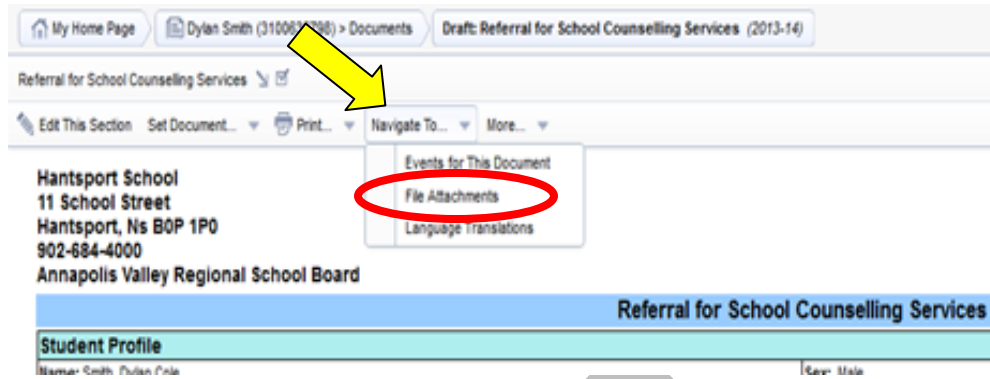 My Home Page Dylan Smith (3100 > Documents Draft: Referral for School Counselling Services (2013-14)
Referral for School Counseling Services
Edit This Section Set Document... Print... Navigate To... More...
Events for This Document
File Attachments
Language Translations
Hantsport School
11 School Street
Hantsport, Ns B0P 1P0
902-684-4000
Annapolis Valley Regional School Board
Referral for School Counselling Services
Student Profile
Name: Smith, Dylan Cole Sex: Male